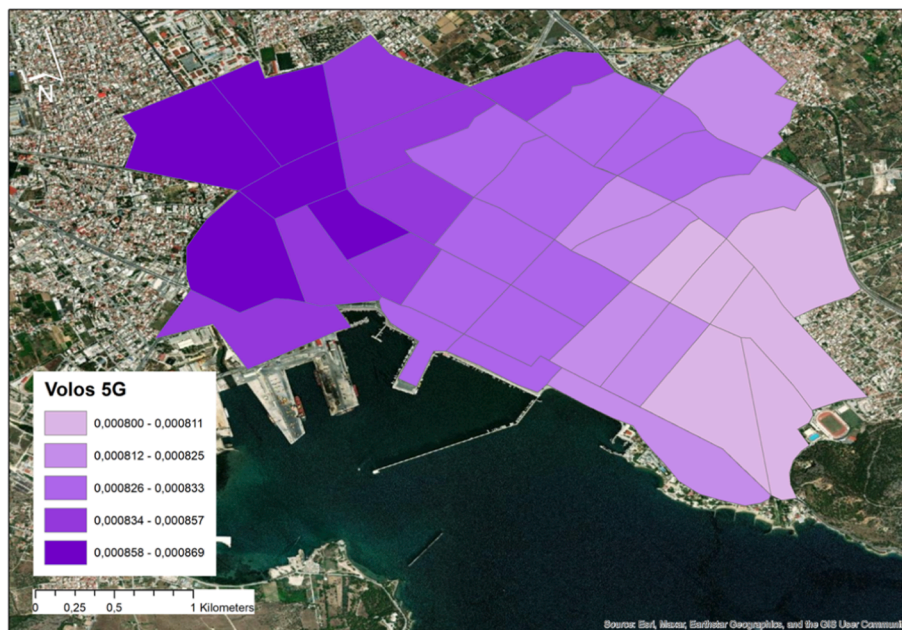 N
Volos 5G
0,000800 - 0,000811
0,000812 - 0,000825
0,000826 - 0,000833
0,000834 - 0,000857
0,000858 - 0,000869
0 0,25 0,5 1 Kilometers
Source: Esri, Maxar, Earthstar Geographics, and the GIS User Communi